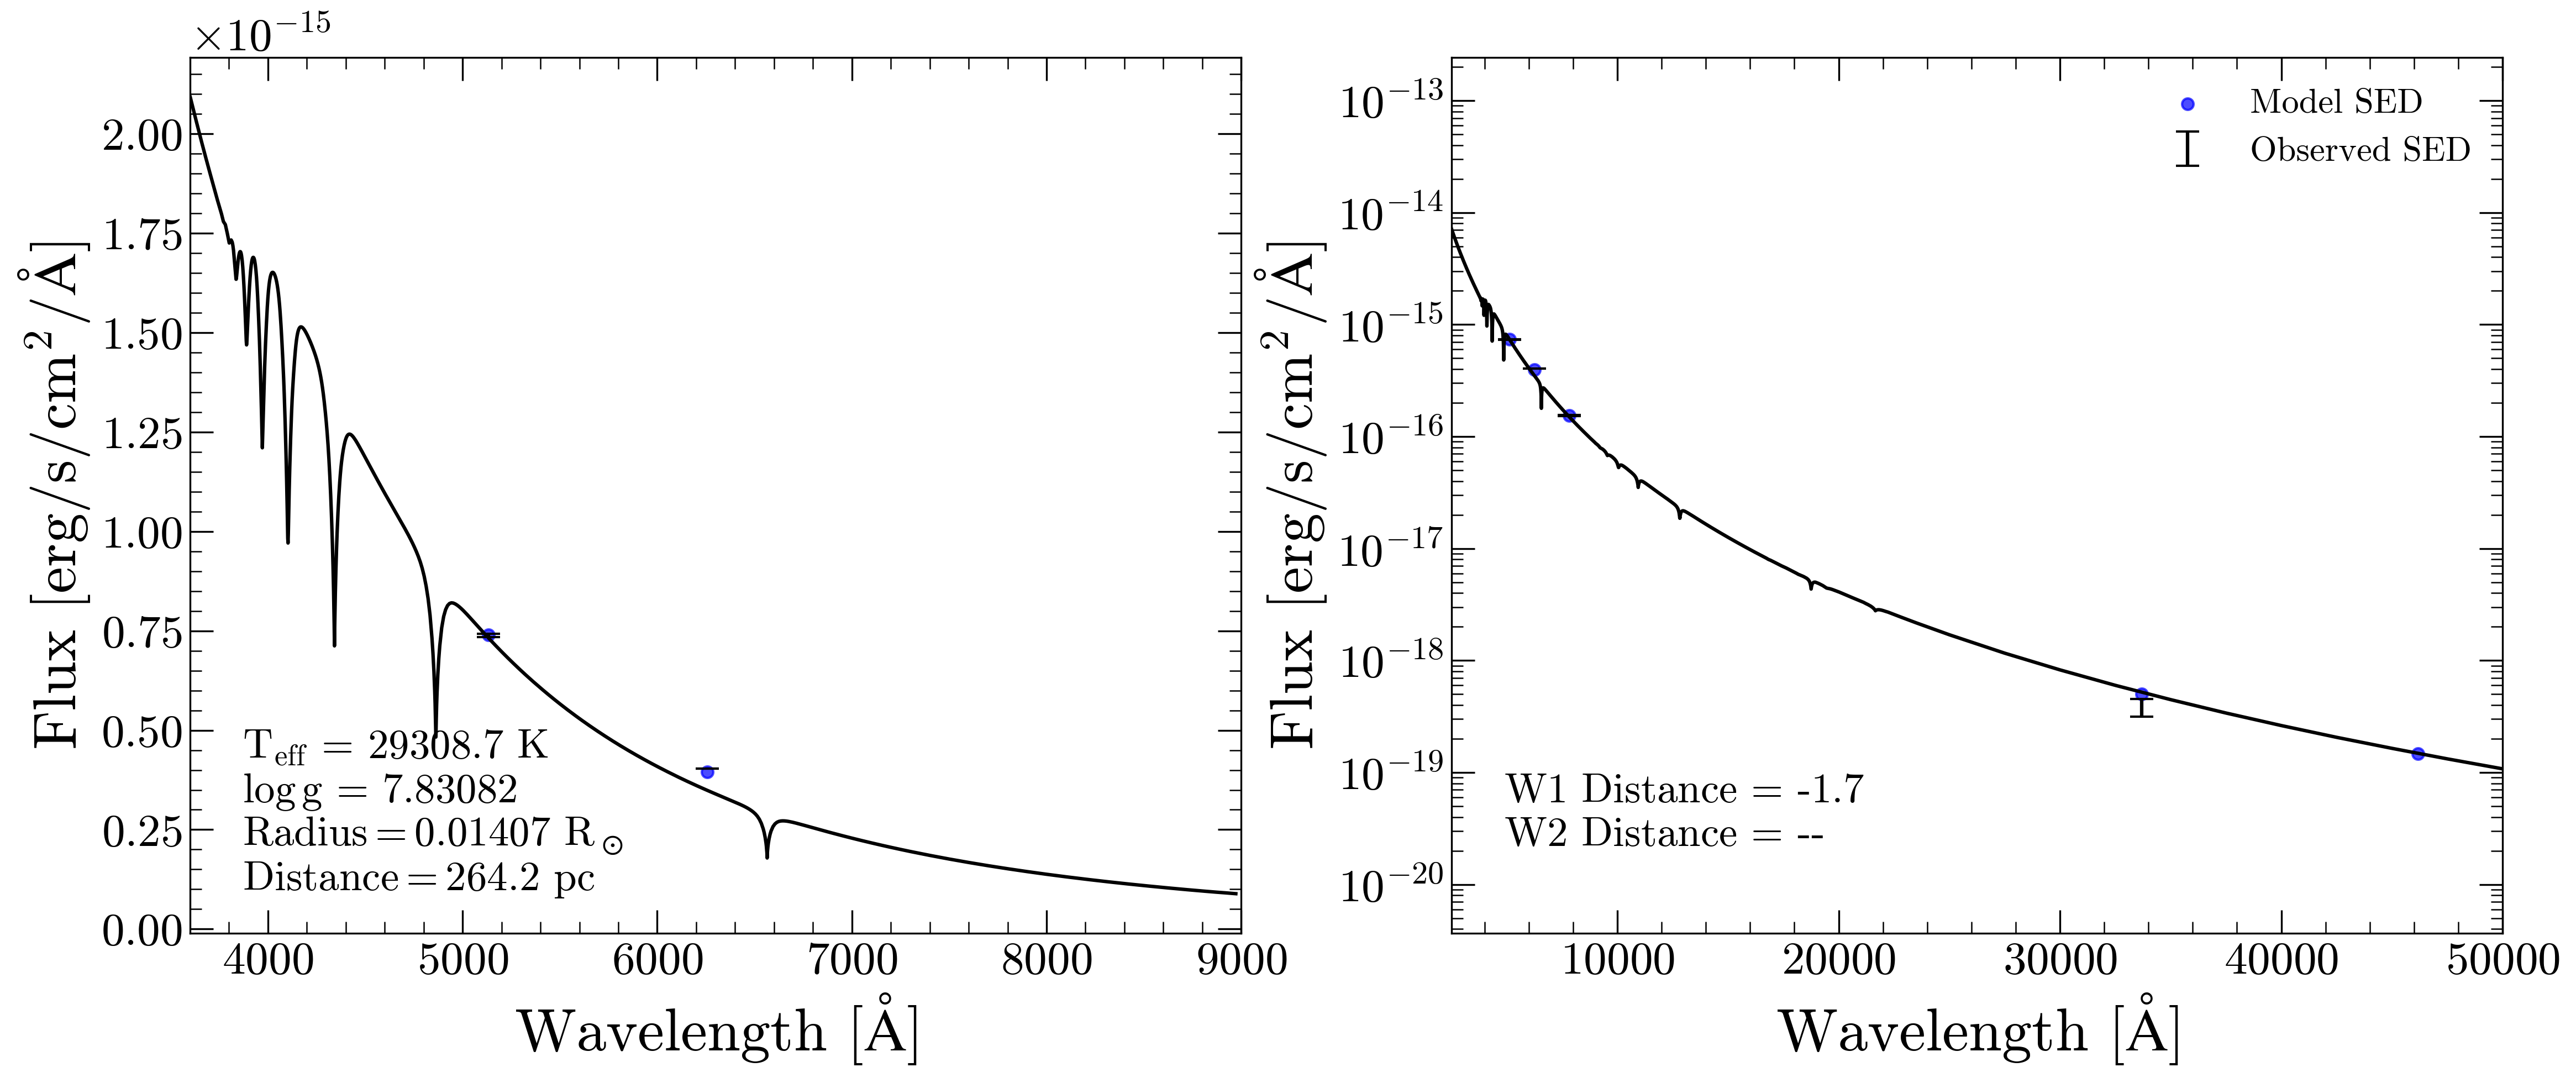 ×10⁻¹⁵
2.00
1.75
1.50
1.25
1.00
0.75
0.50
0.25
0.00
Flux [erg/s/cm²/Å]
T_eff = 29308.7 K
log g = 7.83082
Radius = 0.01407 R_⊙
Distance = 264.2 pc
4000 5000 6000 7000 8000 9000
Wavelength [Å]
10⁻¹³
10⁻¹⁴
10⁻¹⁵
10⁻¹⁶
10⁻¹⁷
10⁻¹⁸
10⁻¹⁹
10⁻²⁰
Flux [erg/s/cm²/Å]
Model SED
Observed SED
W1 Distance = -1.7
W2 Distance = --
10000 20000 30000 40000 50000
Wavelength [Å]